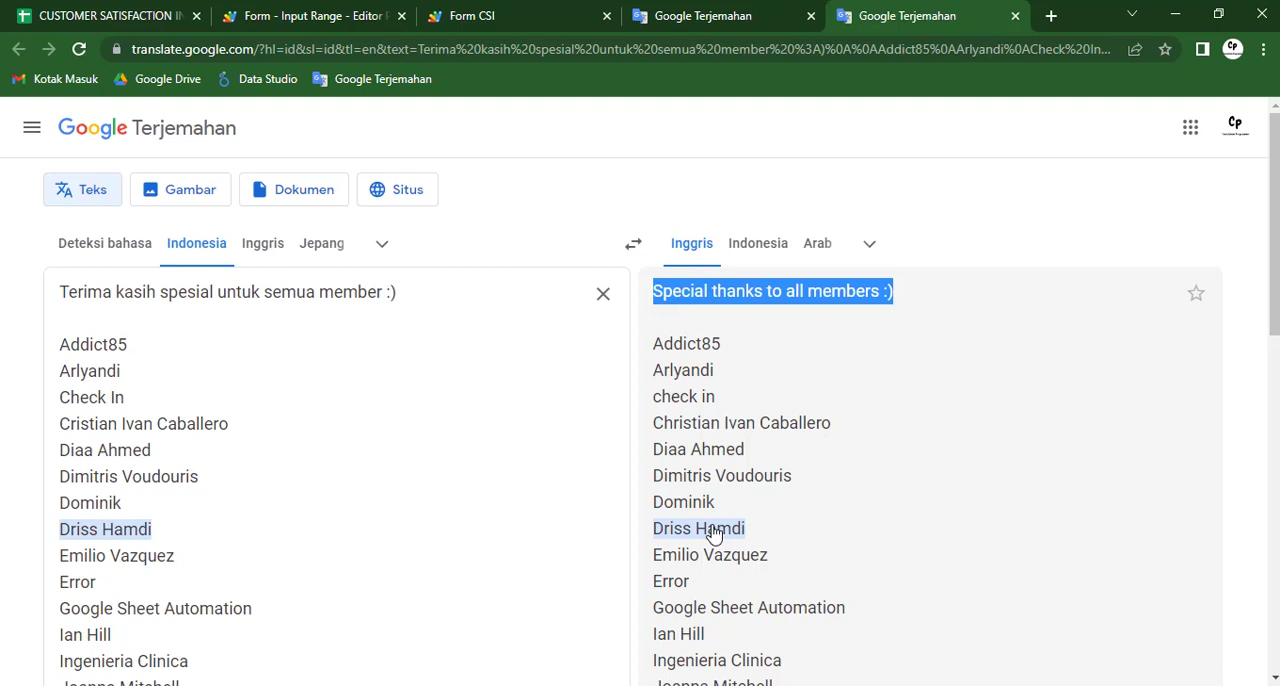 CUSTOMER SATISFACTION IN
Form - Input Range - Editor P
Form CSI
Google Terjemahan
Google Terjemahan
translate.google.com/?hl=id&sl=id&tl=en&text=Terima%20kasih%20spesial%20untuk%20semua%20member%20%3A)%0A%0AAddict85%0AArlyandi%0ACheck%20In...
Cp
Kotak Masuk
Google Drive
Data Studio
Google Terjemahan
Google Terjemahan
Cp
Teks
Gambar
Dokumen
Situs
Deteksi bahasa
Indonesia
Inggris
Jepang
Inggris
Indonesia
Arab
Terima kasih spesial untuk semua member :)
Addict85
Arlyandi
Check In
Cristian Ivan Caballero
Diaa Ahmed
Dimitris Voudouris
Dominik
Driss Hamdi
Emilio Vazquez
Error
Google Sheet Automation
Ian Hill
Ingenieria Clinica
Special thanks to all members :)
Addict85
Arlyandi
check in
Christian Ivan Caballero
Diaa Ahmed
Dimitris Voudouris
Dominik
Driss Hamdi
Emilio Vazquez
Error
Google Sheet Automation
Ian Hill
Ingenieria Clinica